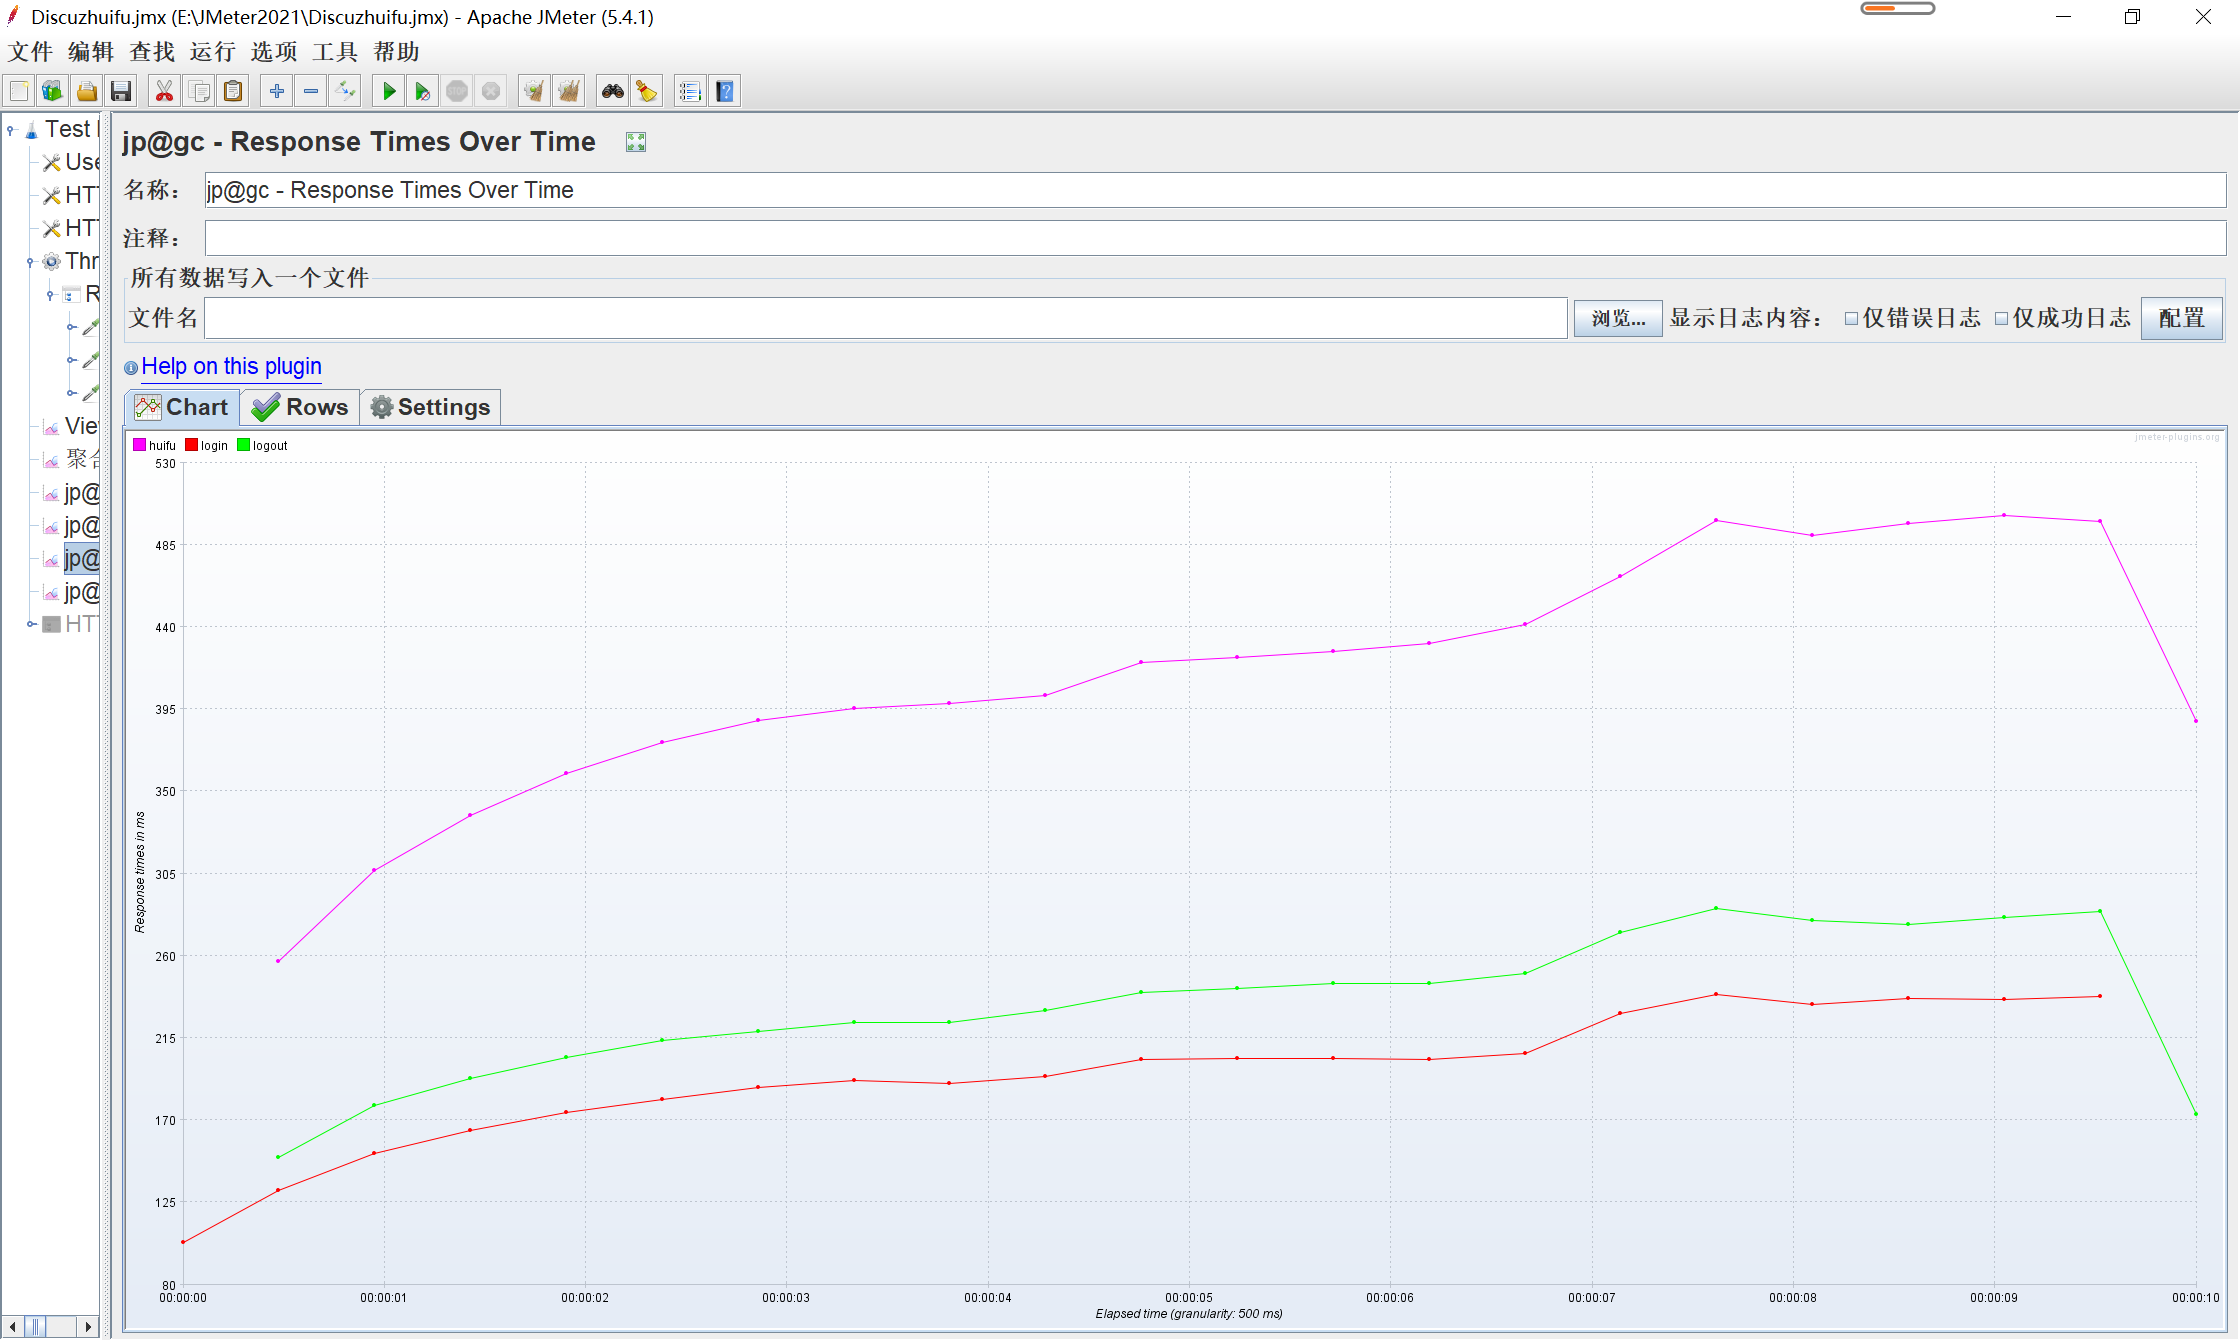 Discuzhuifu.jmx (E:\JMeter2021\Discuzhuifu.jmx) - Apache JMeter (5.4.1)
文件 编辑 查找 运行 选项 工具 帮助
Test
Use
HTT
HTT
Thr
R
Vie
聚合
jp@
jp@
jp@
jp@
HTT
jp@gc - Response Times Over Time
名称： jp@gc - Response Times Over Time
注释：
所有数据写入一个文件
文件名 浏览... 显示日志内容： 仅错误日志 仅成功日志 配置
Help on this plugin
Chart Rows Settings
huifu login logout
jmeter-plugins.org
530
485
440
395
350
305
260
215
170
125
80
Response times in ms
00:00:00 00:00:01 00:00:02 00:00:03 00:00:04 00:00:05 00:00:06 00:00:07 00:00:08 00:00:09 00:00:10
Elapsed time (granularity: 500 ms)